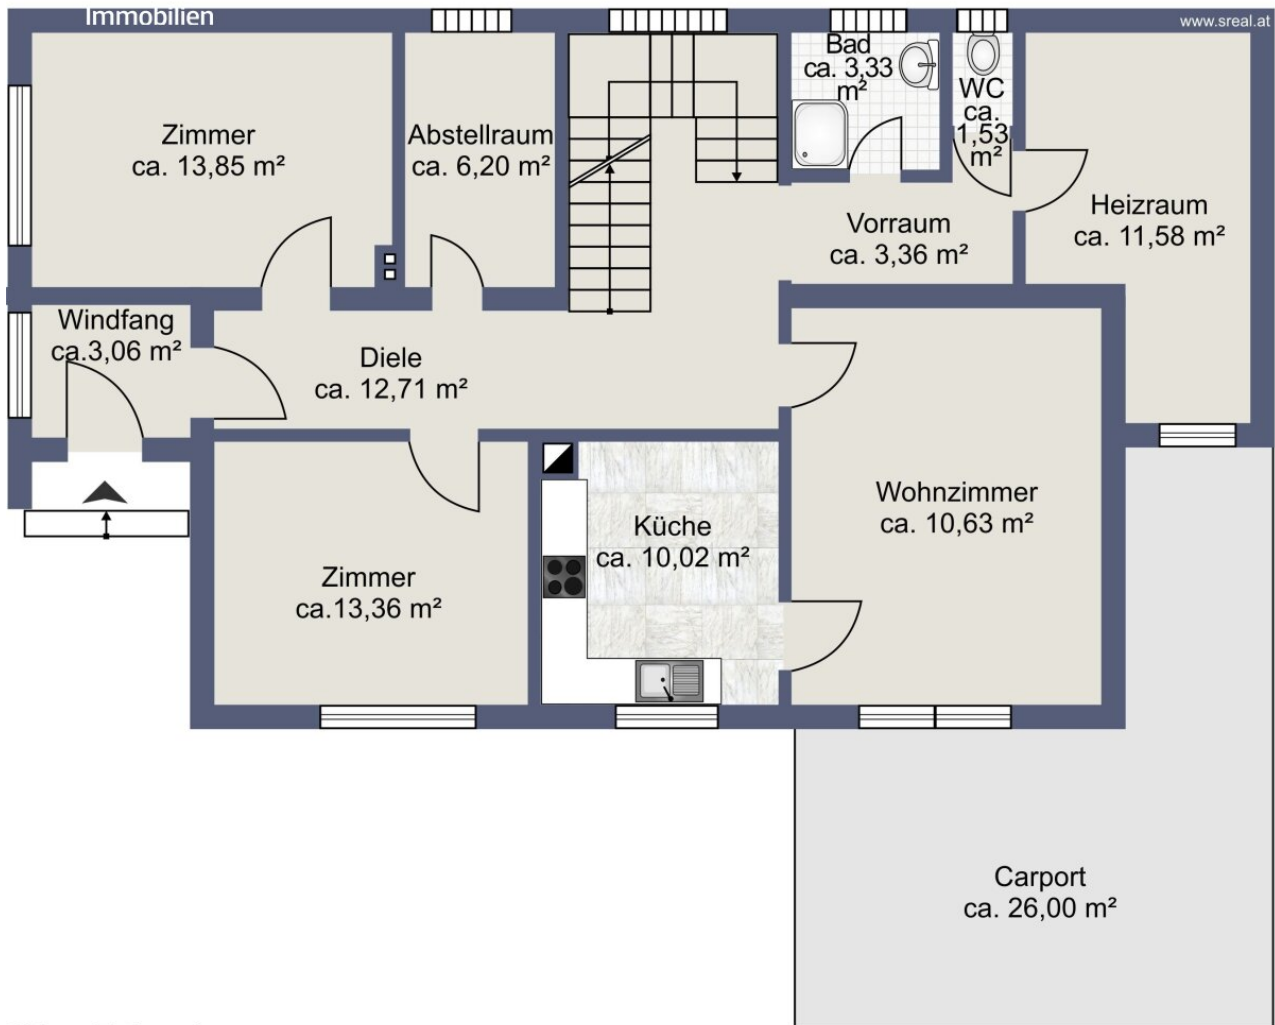 Immobilien
www.sreal.at
Zimmer
ca. 13,85 m²
Abstellraum
ca. 6,20 m²
Bad
ca. 3,33
m²
WC
ca.
1,53
m²
Heizraum
ca. 11,58 m²
Vorraum
ca. 3,36 m²
Windfang
ca.3,06 m²
Diele
ca. 12,71 m²
Wohnzimmer
ca. 10,63 m²
Küche
ca. 10,02 m²
Zimmer
ca.13,36 m²
Carport
ca. 26,00 m²